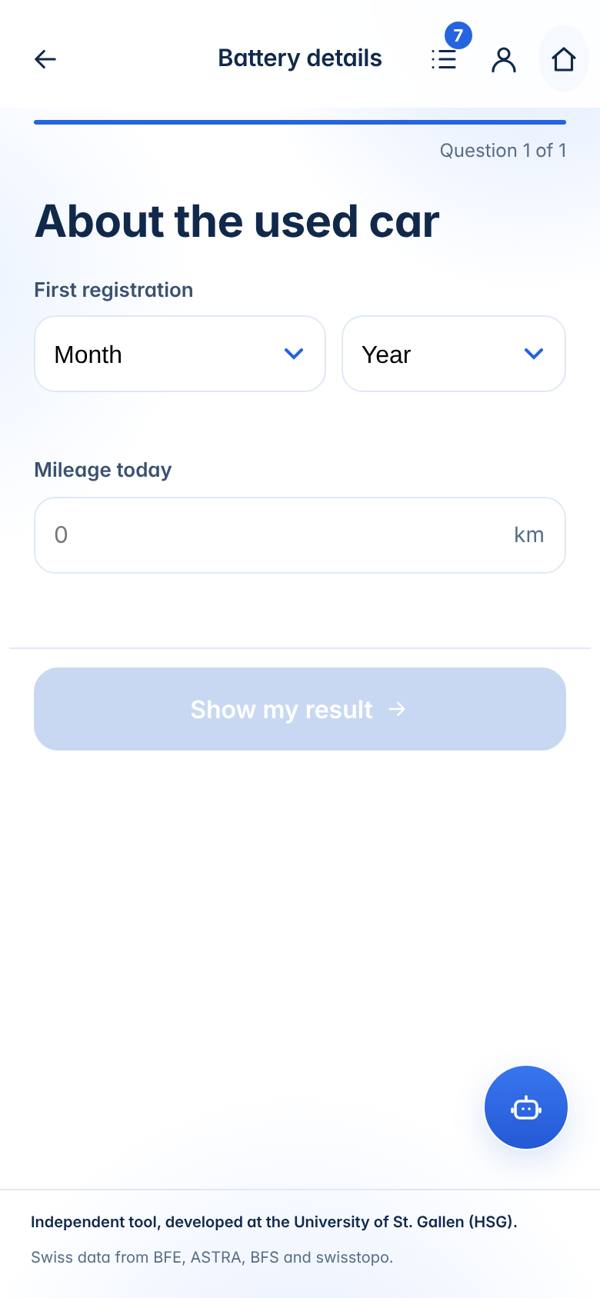 Battery details
7
Question 1 of 1
About the used car
First registration
Month
Year
Mileage today
0
km
Show my result →
Independent tool, developed at the University of St. Gallen (HSG).
Swiss data from BFE, ASTRA, BFS and swisstopo.